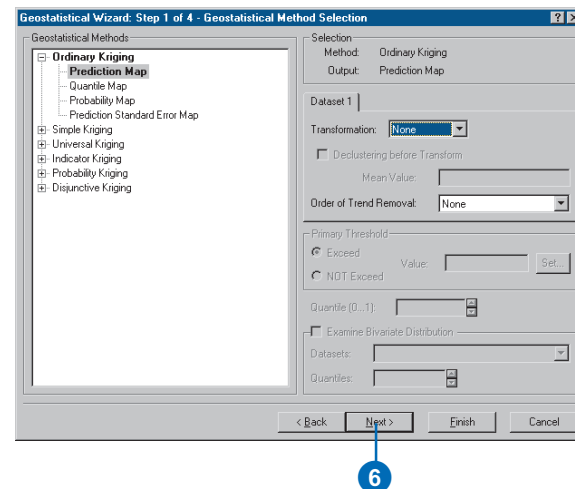 Geostatistical Wizard: Step 1 of 4 - Geostatistical Method Selection
Geostatistical Methods
Ordinary Kriging
Prediction Map
Quantile Map
Probability Map
Prediction Standard Error Map
Simple Kriging
Universal Kriging
Indicator Kriging
Probability Kriging
Disjunctive Kriging
Selection
Method: Ordinary Kriging
Output: Prediction Map
Dataset 1
Transformation: None
Declustering before Transform
Mean Value:
Order of Trend Removal: None
Primary Threshold
Exceed
Value: Set...
NOT Exceed
Quantile (0...1):
Examine Bivariate Distribution
Datasets:
Quantiles:
< Back Next > Finish Cancel
6